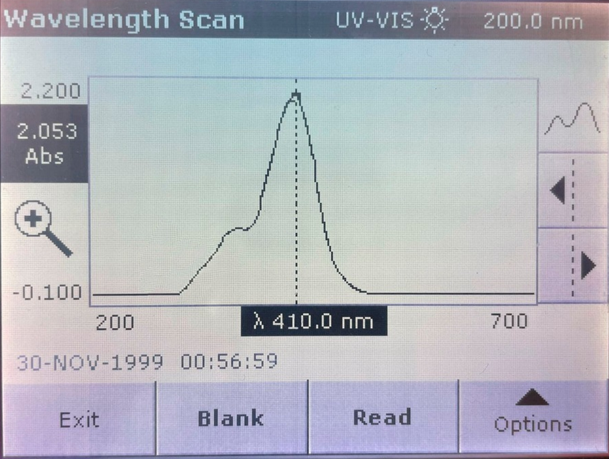 Wavelength Scan UV-VIS 200.0 nm
2.200
2.053
Abs
-0.100
200 λ 410.0 nm 700
30-NOV-1999 00:56:59
Exit Blank Read Options